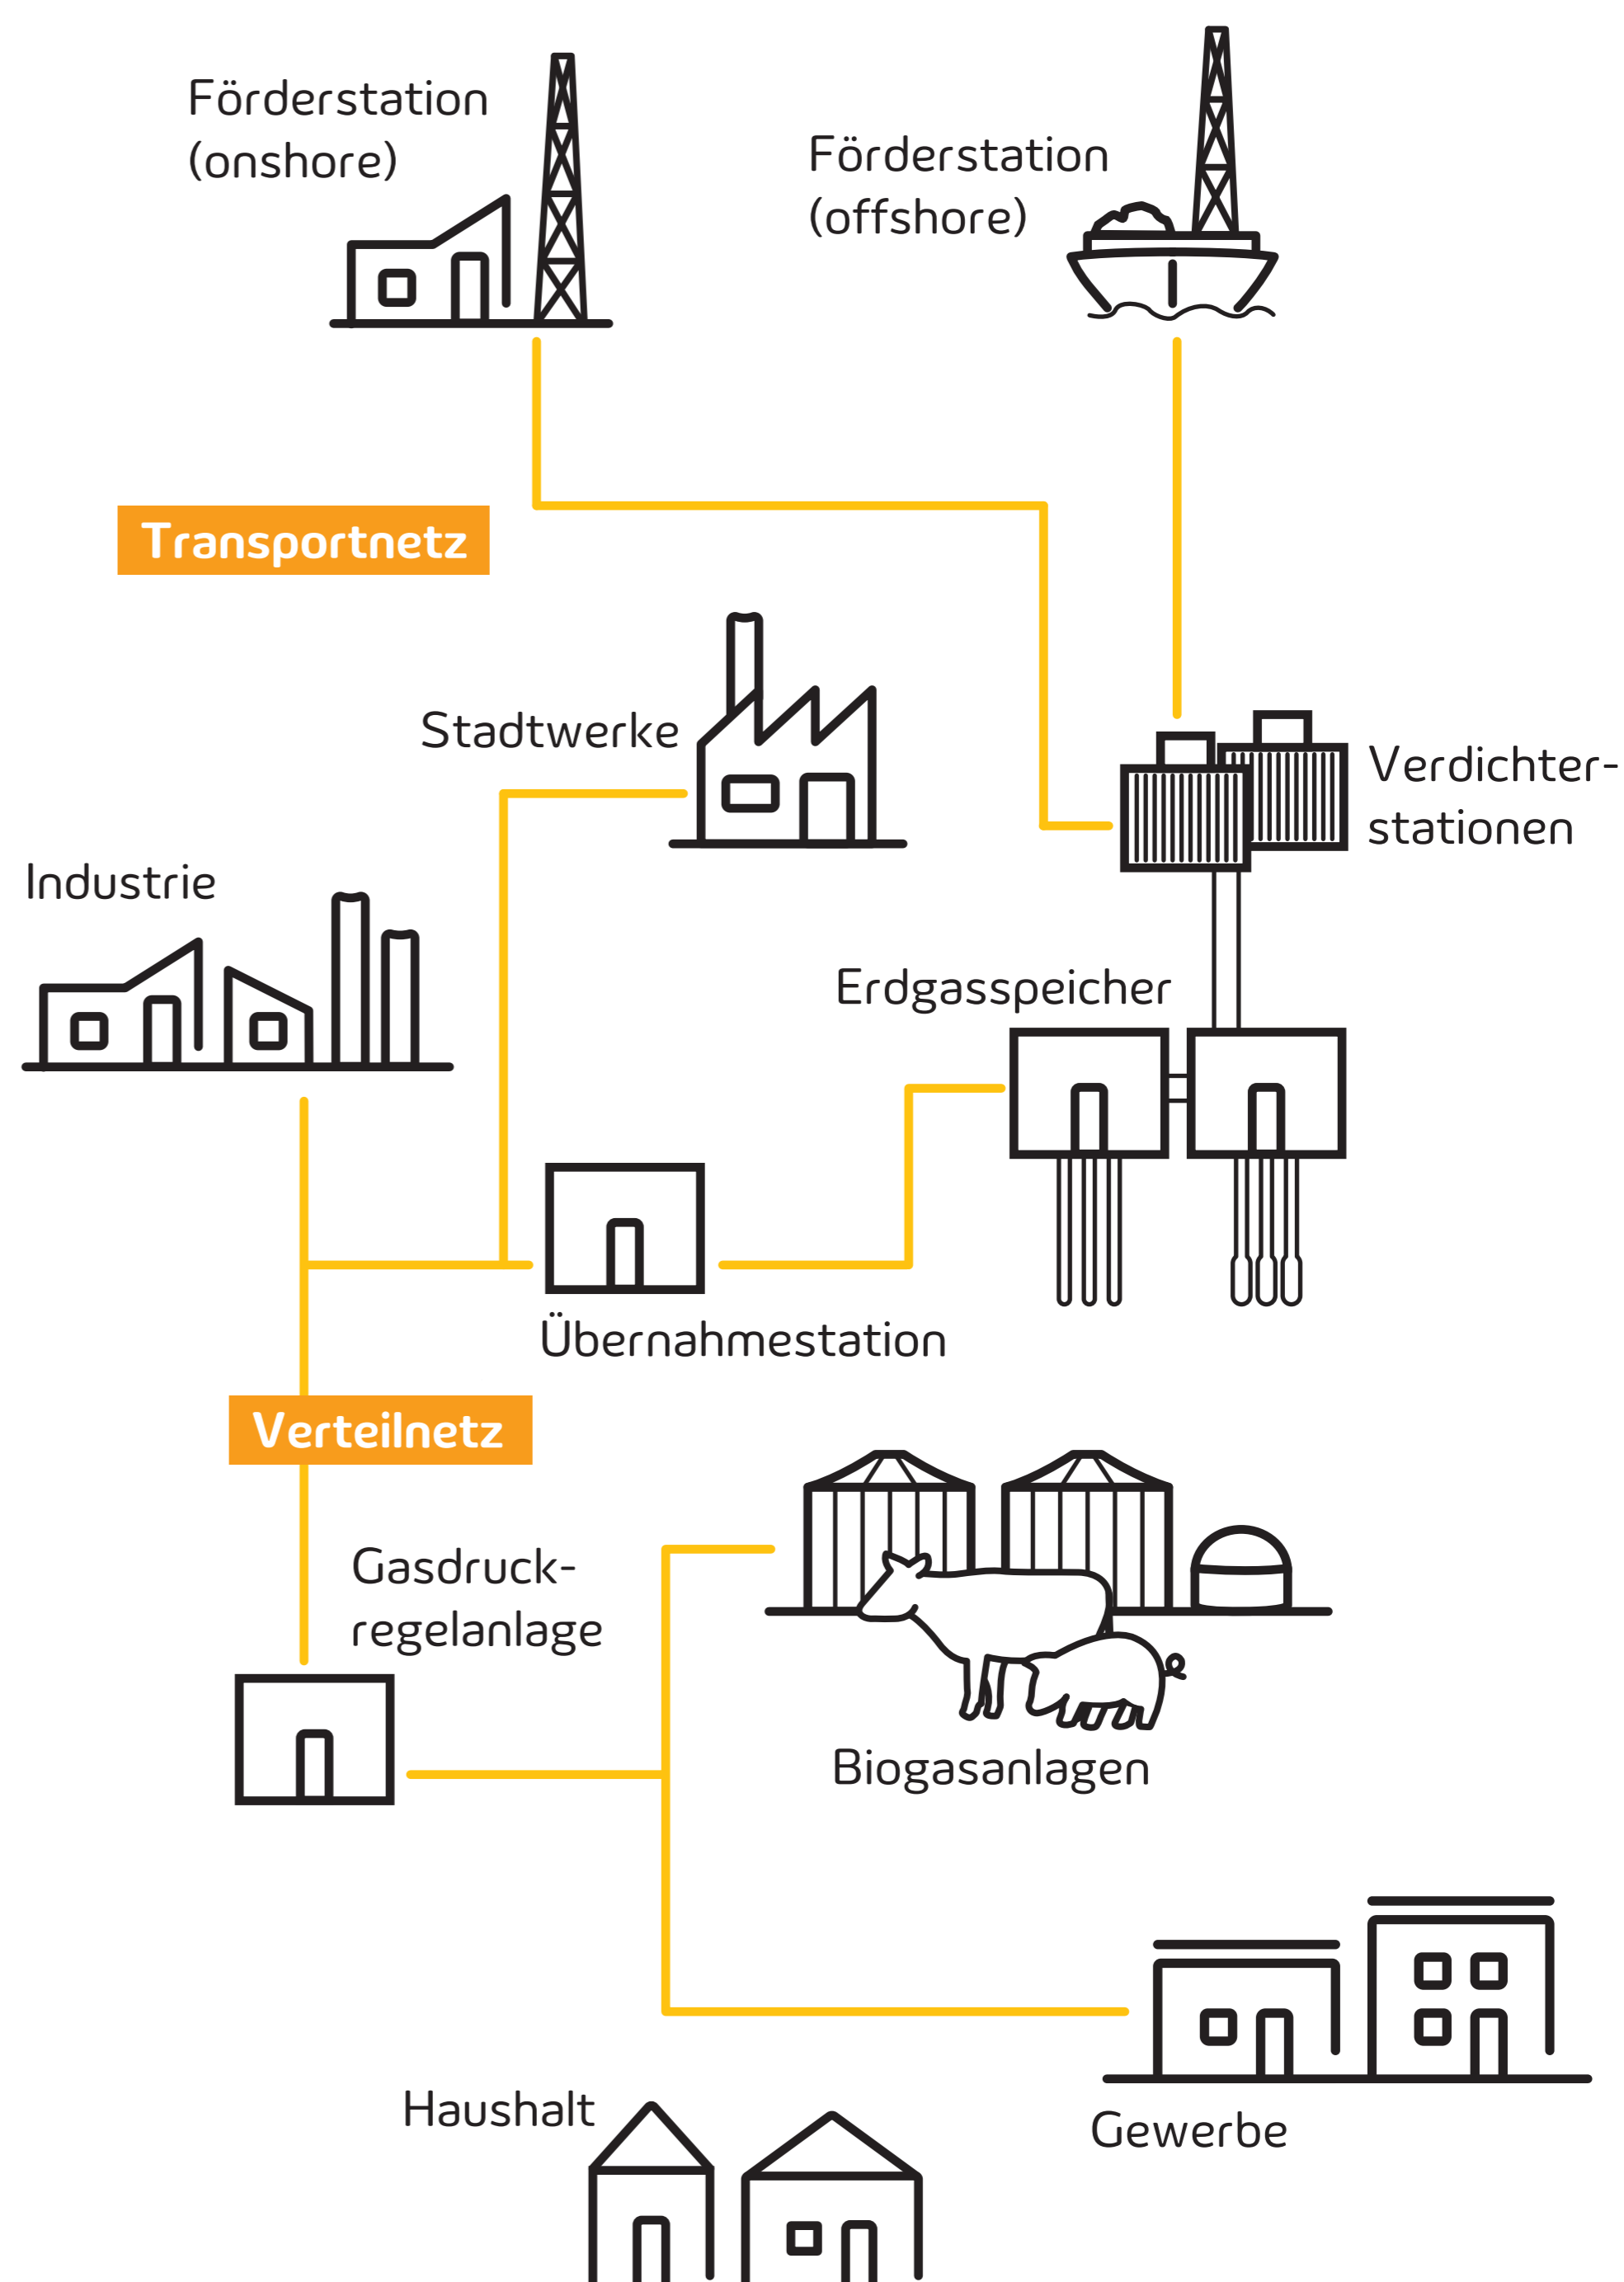 Förderstation
(onshore)
Förderstation
(offshore)
Transportnetz
Stadtwerke
Verdichter-
stationen
Industrie
Erdgasspeicher
Übernahmestation
Verteilnetz
Gasdruck-
regelanlage
Biogasanlagen
Haushalt
Gewerbe